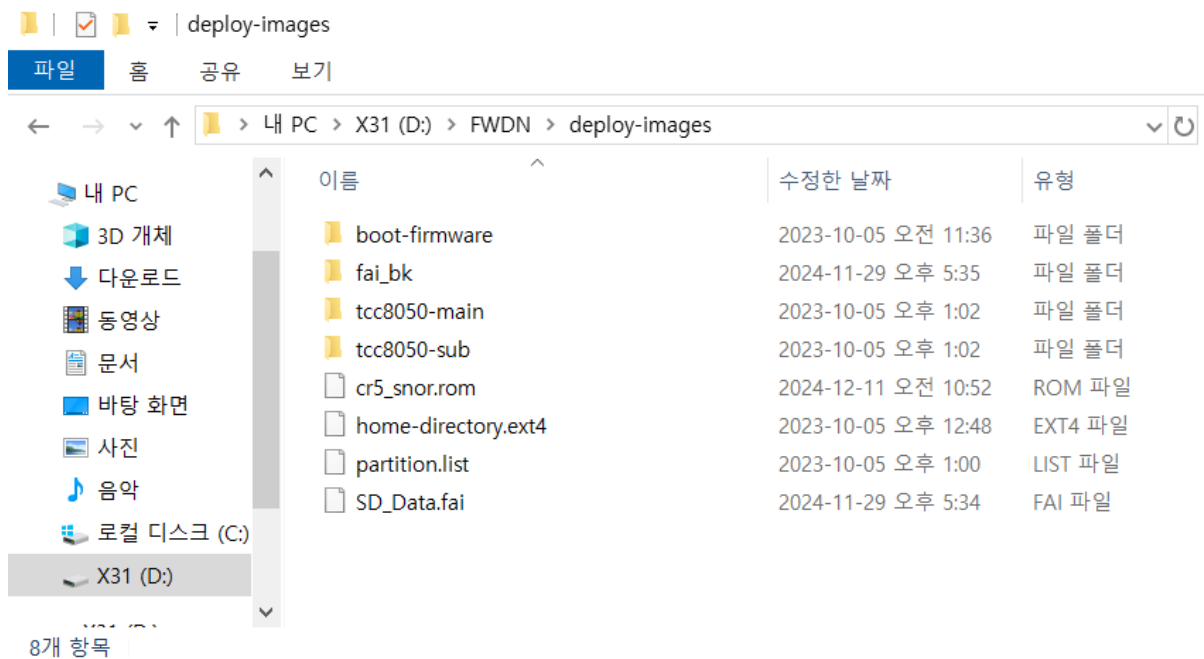 deploy-images
파일 홈 공유 보기
내 PC > X31 (D:) > FWDN > deploy-images
이름 수정한 날짜 유형
내 PC
3D 개체
다운로드
동영상
문서
바탕 화면
사진
음악
로컬 디스크 (C:)
X31 (D:)
boot-firmware 2023-10-05 오전 11:36 파일 폴더
fai_bk 2024-11-29 오후 5:35 파일 폴더
tcc8050-main 2023-10-05 오후 1:02 파일 폴더
tcc8050-sub 2023-10-05 오후 1:02 파일 폴더
cr5_snor.rom 2024-12-11 오전 10:52 ROM 파일
home-directory.ext4 2023-10-05 오후 12:48 EXT4 파일
partition.list 2023-10-05 오후 1:00 LIST 파일
SD_Data.fai 2024-11-29 오후 5:34 FAI 파일
8개 항목